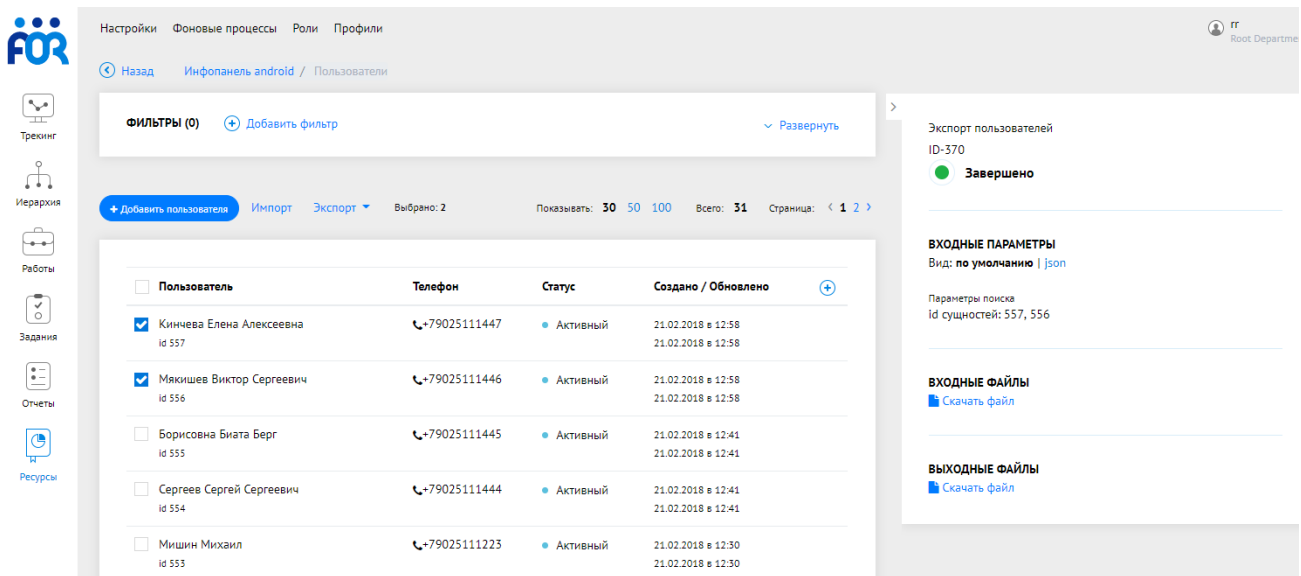 FOR
Настройки Фоновые процессы Роли Профили
rr
Root Departme
Назад Инфопанель android / Пользователи
Трекинг
Иерархия
Работы
Задания
Отчеты
Ресурсы
ФИЛЬТРЫ (0) + Добавить фильтр Развернуть
+ Добавить пользователя Импорт Экспорт Выбрано: 2 Показывать: 30 50 100 Всего: 31 Страница: < 1 2 >
Пользователь Телефон Статус Создано / Обновлено
Кинчева Елена Алексеевна +79025111447 Активный 21.02.2018 в 12:58
id 557 21.02.2018 в 12:58
Мякишев Виктор Сергеевич +79025111446 Активный 21.02.2018 в 12:58
id 556 21.02.2018 в 12:58
Борисовна Биата Берг +79025111445 Активный 21.02.2018 в 12:41
id 555 21.02.2018 в 12:41
Сергеев Сергей Сергеевич +79025111444 Активный 21.02.2018 в 12:41
id 554 21.02.2018 в 12:41
Мишин Михаил +79025111223 Активный 21.02.2018 в 12:30
id 553 21.02.2018 в 12:30
Экспорт пользователей
ID-370
Завершено
ВХОДНЫЕ ПАРАМЕТРЫ
Вид: по умолчанию | json
Параметры поиска
id сущностей: 557, 556
ВХОДНЫЕ ФАЙЛЫ
Скачать файл
ВЫХОДНЫЕ ФАЙЛЫ
Скачать файл